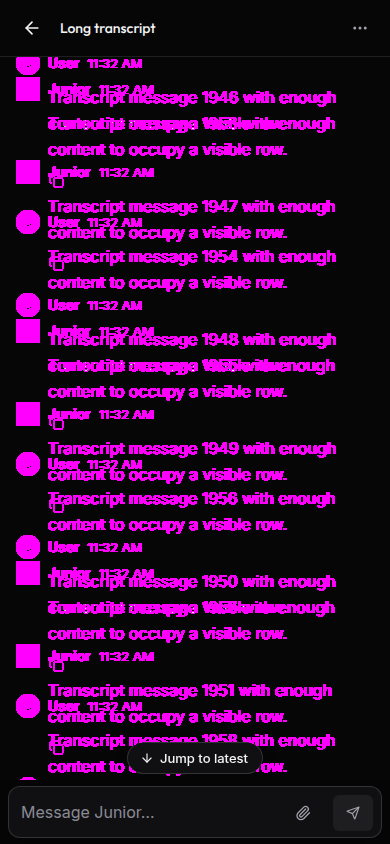 Long transcript
User 11:32 AM
Junior 11:32 AM
Transcript message 1946 with enough
content to occupy a visible row.
Junior 11:32 AM
Transcript message 1947 with enough
User 11:32 AM
content to occupy a visible row.
Transcript message 1954 with enough
content to occupy a visible row.
User 11:32 AM
Junior 11:32 AM
Transcript message 1948 with enough
content to occupy a visible row.
Junior 11:32 AM
Transcript message 1949 with enough
User 11:32 AM
content to occupy a visible row.
Transcript message 1956 with enough
content to occupy a visible row.
User 11:32 AM
Junior 11:32 AM
Transcript message 1950 with enough
content to occupy a visible row.
Junior 11:32 AM
Transcript message 1951 with enough
User 11:32 AM
content to occupy a visible row.
Transcript message 1958 with enough
Jump to latest
Message Junior...